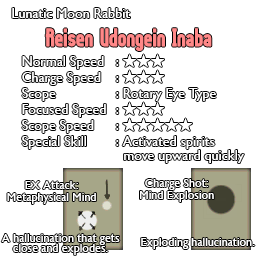 Lunatic Moon Rabbit
Reisen Udongein Inaba
Normal Speed : ☆☆☆
Charge Speed : ☆☆☆
Scope : Rotary Eye Type
Focused Speed : ☆☆☆
Scope Speed : ☆☆☆☆☆
Special Skill : Activated spirits
move upward quickly
EX Attack:
Metaphysical Mind
A hallucination that gets
close and explodes.
Charge Shot:
Mind Explosion
Exploding hallucination.